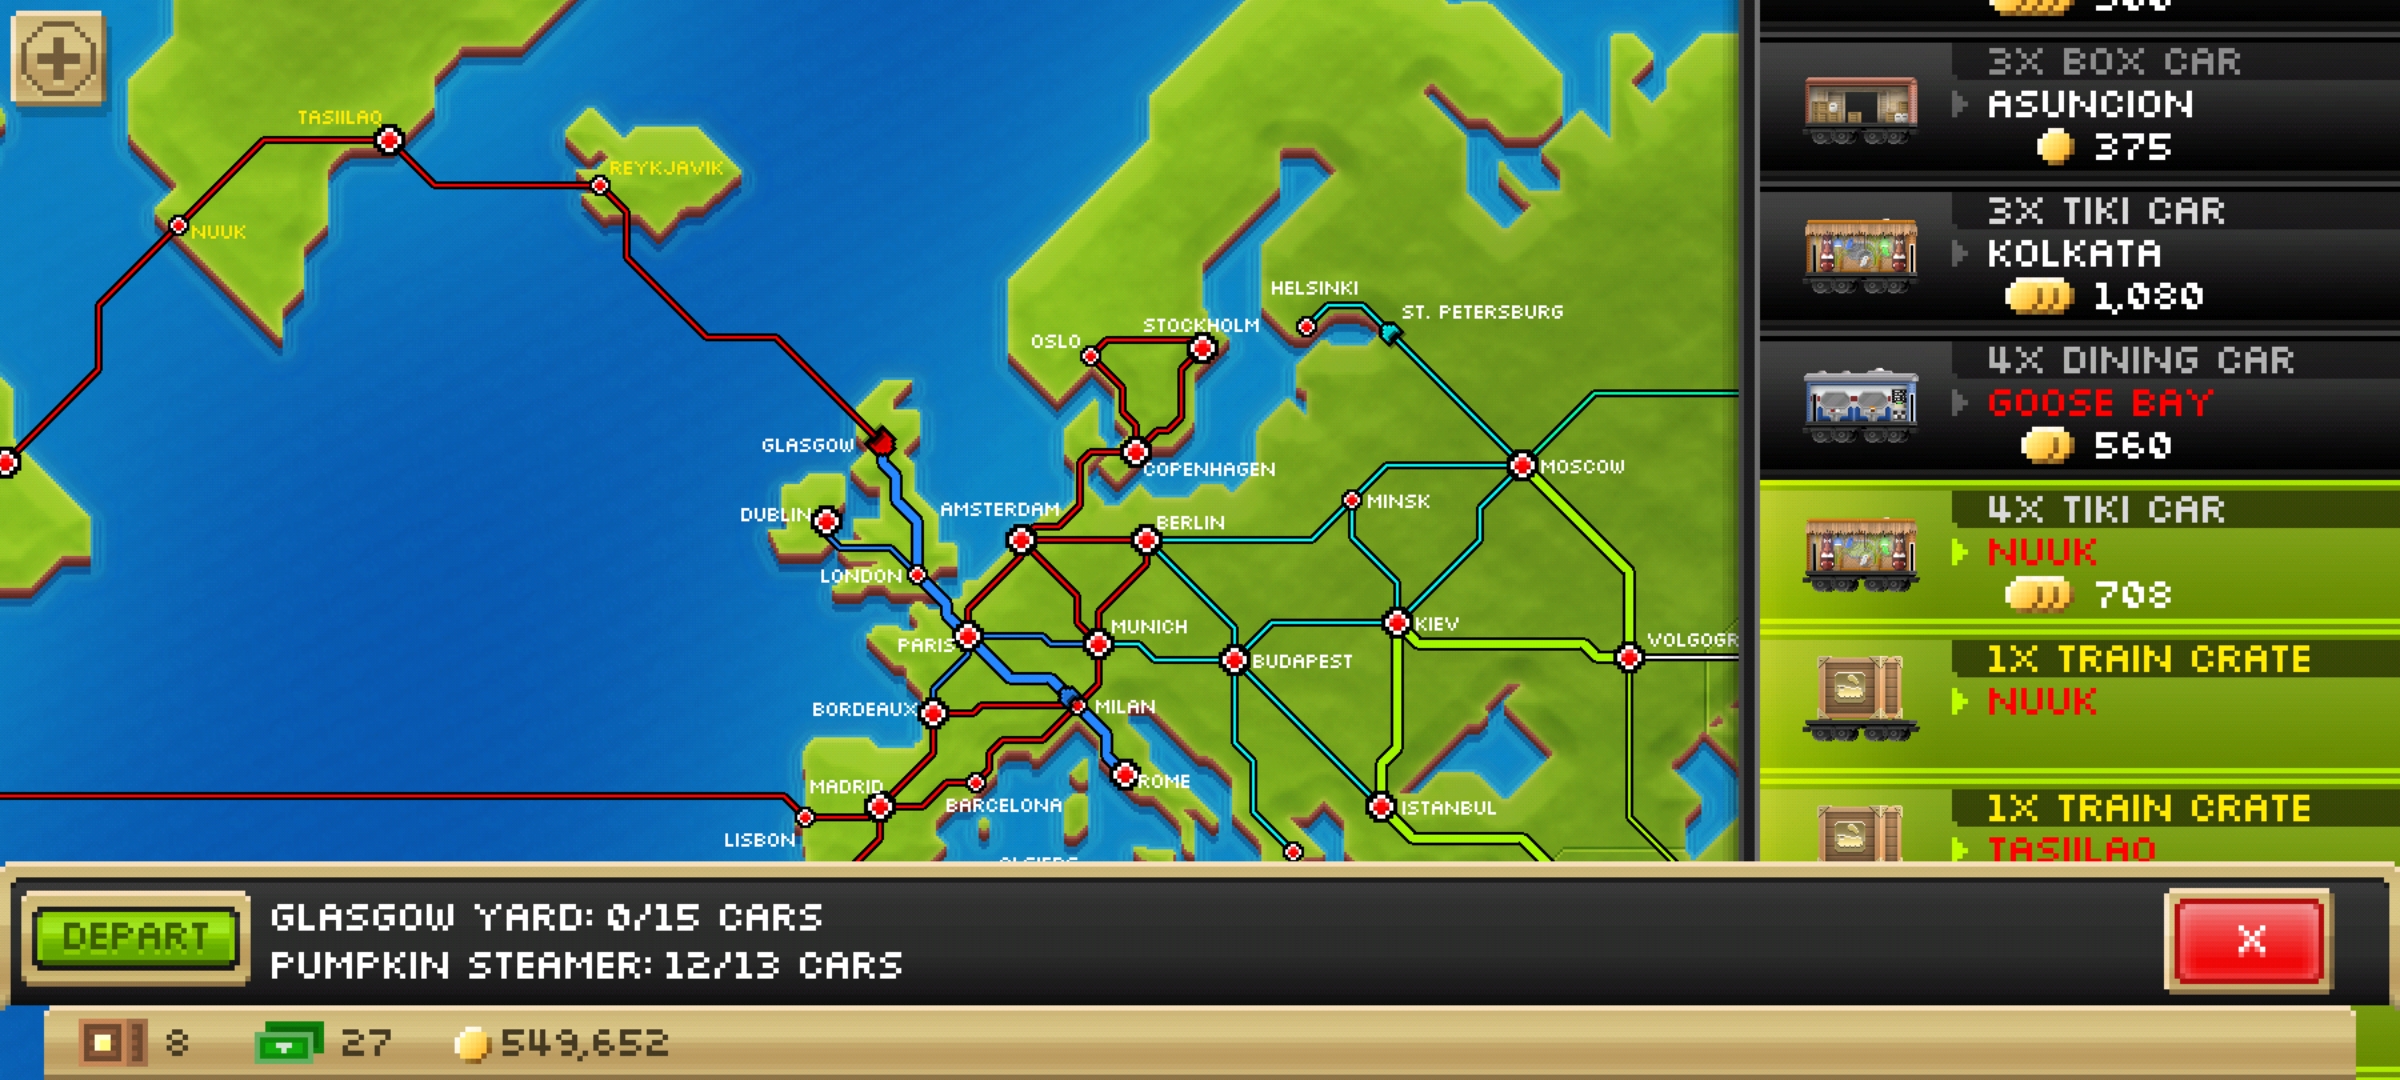 TASIILAQ
REYKJAVIK
NUUK
HELSINKI
ST. PETERSBURG
STOCKHOLM
OSLO
GLASGOW
COPENHAGEN
MOSCOW
MINSK
AMSTERDAM
BERLIN
DUBLIN
LONDON
MUNICH
KIEV
VOLGOGR
PARIS
BUDAPEST
BORDEAUX
MILAN
MADRID
ROME
BARCELONA
ISTANBUL
LISBON
3X BOX CAR
ASUNCION
375
3X TIKI CAR
KOLKATA
1,080
4X DINING CAR
GOOSE BAY
560
4X TIKI CAR
NUUK
708
1X TRAIN CRATE
NUUK
1X TRAIN CRATE
TASIILAQ
DEPART
GLASGOW YARD: 0/15 CARS
PUMPKIN STEAMER: 12/13 CARS
X
8
27
549,652